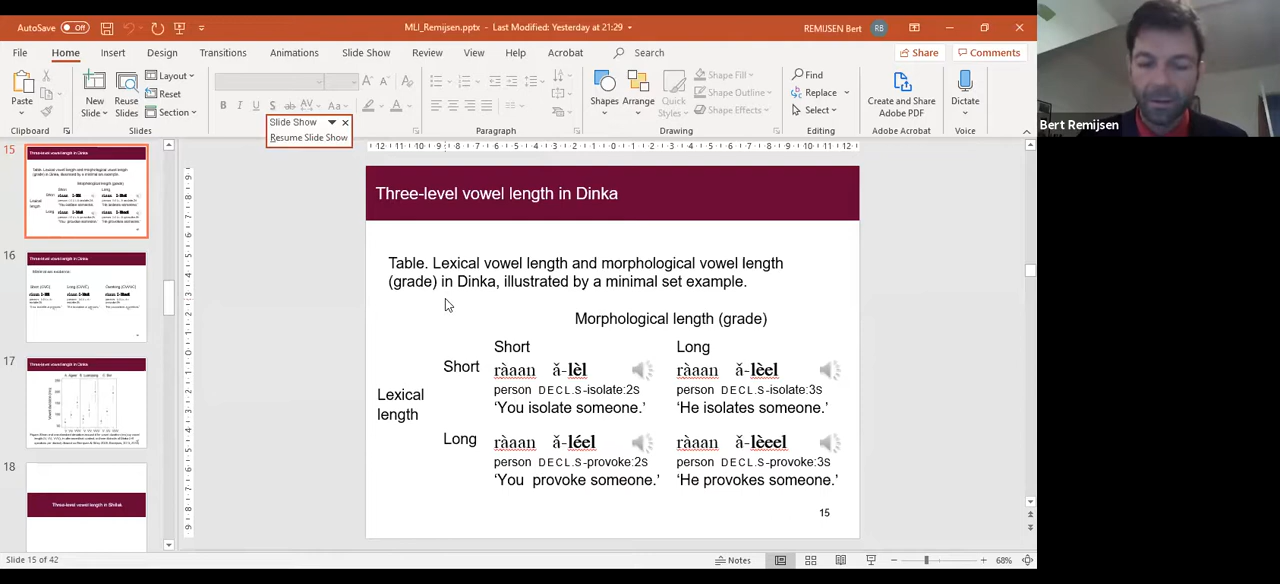 AutoSave Off
MLI_Remijsen.pptx - Last Modified: Yesterday at 21:29
REMIJSEN Bert RB
File Home Insert Design Transitions Animations Slide Show Review View Help Acrobat Search
Share Comments
Paste
New Slides
Reuse Slides
Layout
Reset
Section
Shapes Arrange Quick Styles
Shape Fill
Shape Outline
Shape Effects
Find
Replace
Select
Create and Share Adobe PDF
Dictate
Clipboard Slides Paragraph Drawing Editing Adobe Acrobat Voice
Slide Show
Resume Slide Show
Bert Remijsen
15
16
17
18
Three-level vowel length in Dinka
Table. Lexical vowel length and morphological vowel length
(grade) in Dinka, illustrated by a minimal set example.
Morphological length (grade)
Short Long
Short ràaan ǎ-lèl ràaan ǎ-lèel
person DECL.S-isolate:2S person DECL.S-isolate:3S
Lexical length
'You isolate someone.' 'He isolates someone.'
Long ràaan ǎ-léel ràaan ǎ-lèeel
person DECL.S-provoke:2S person DECL.S-provoke:3S
'You provoke someone.' 'He provokes someone.'
15
Slide 15 of 42
Notes
68%